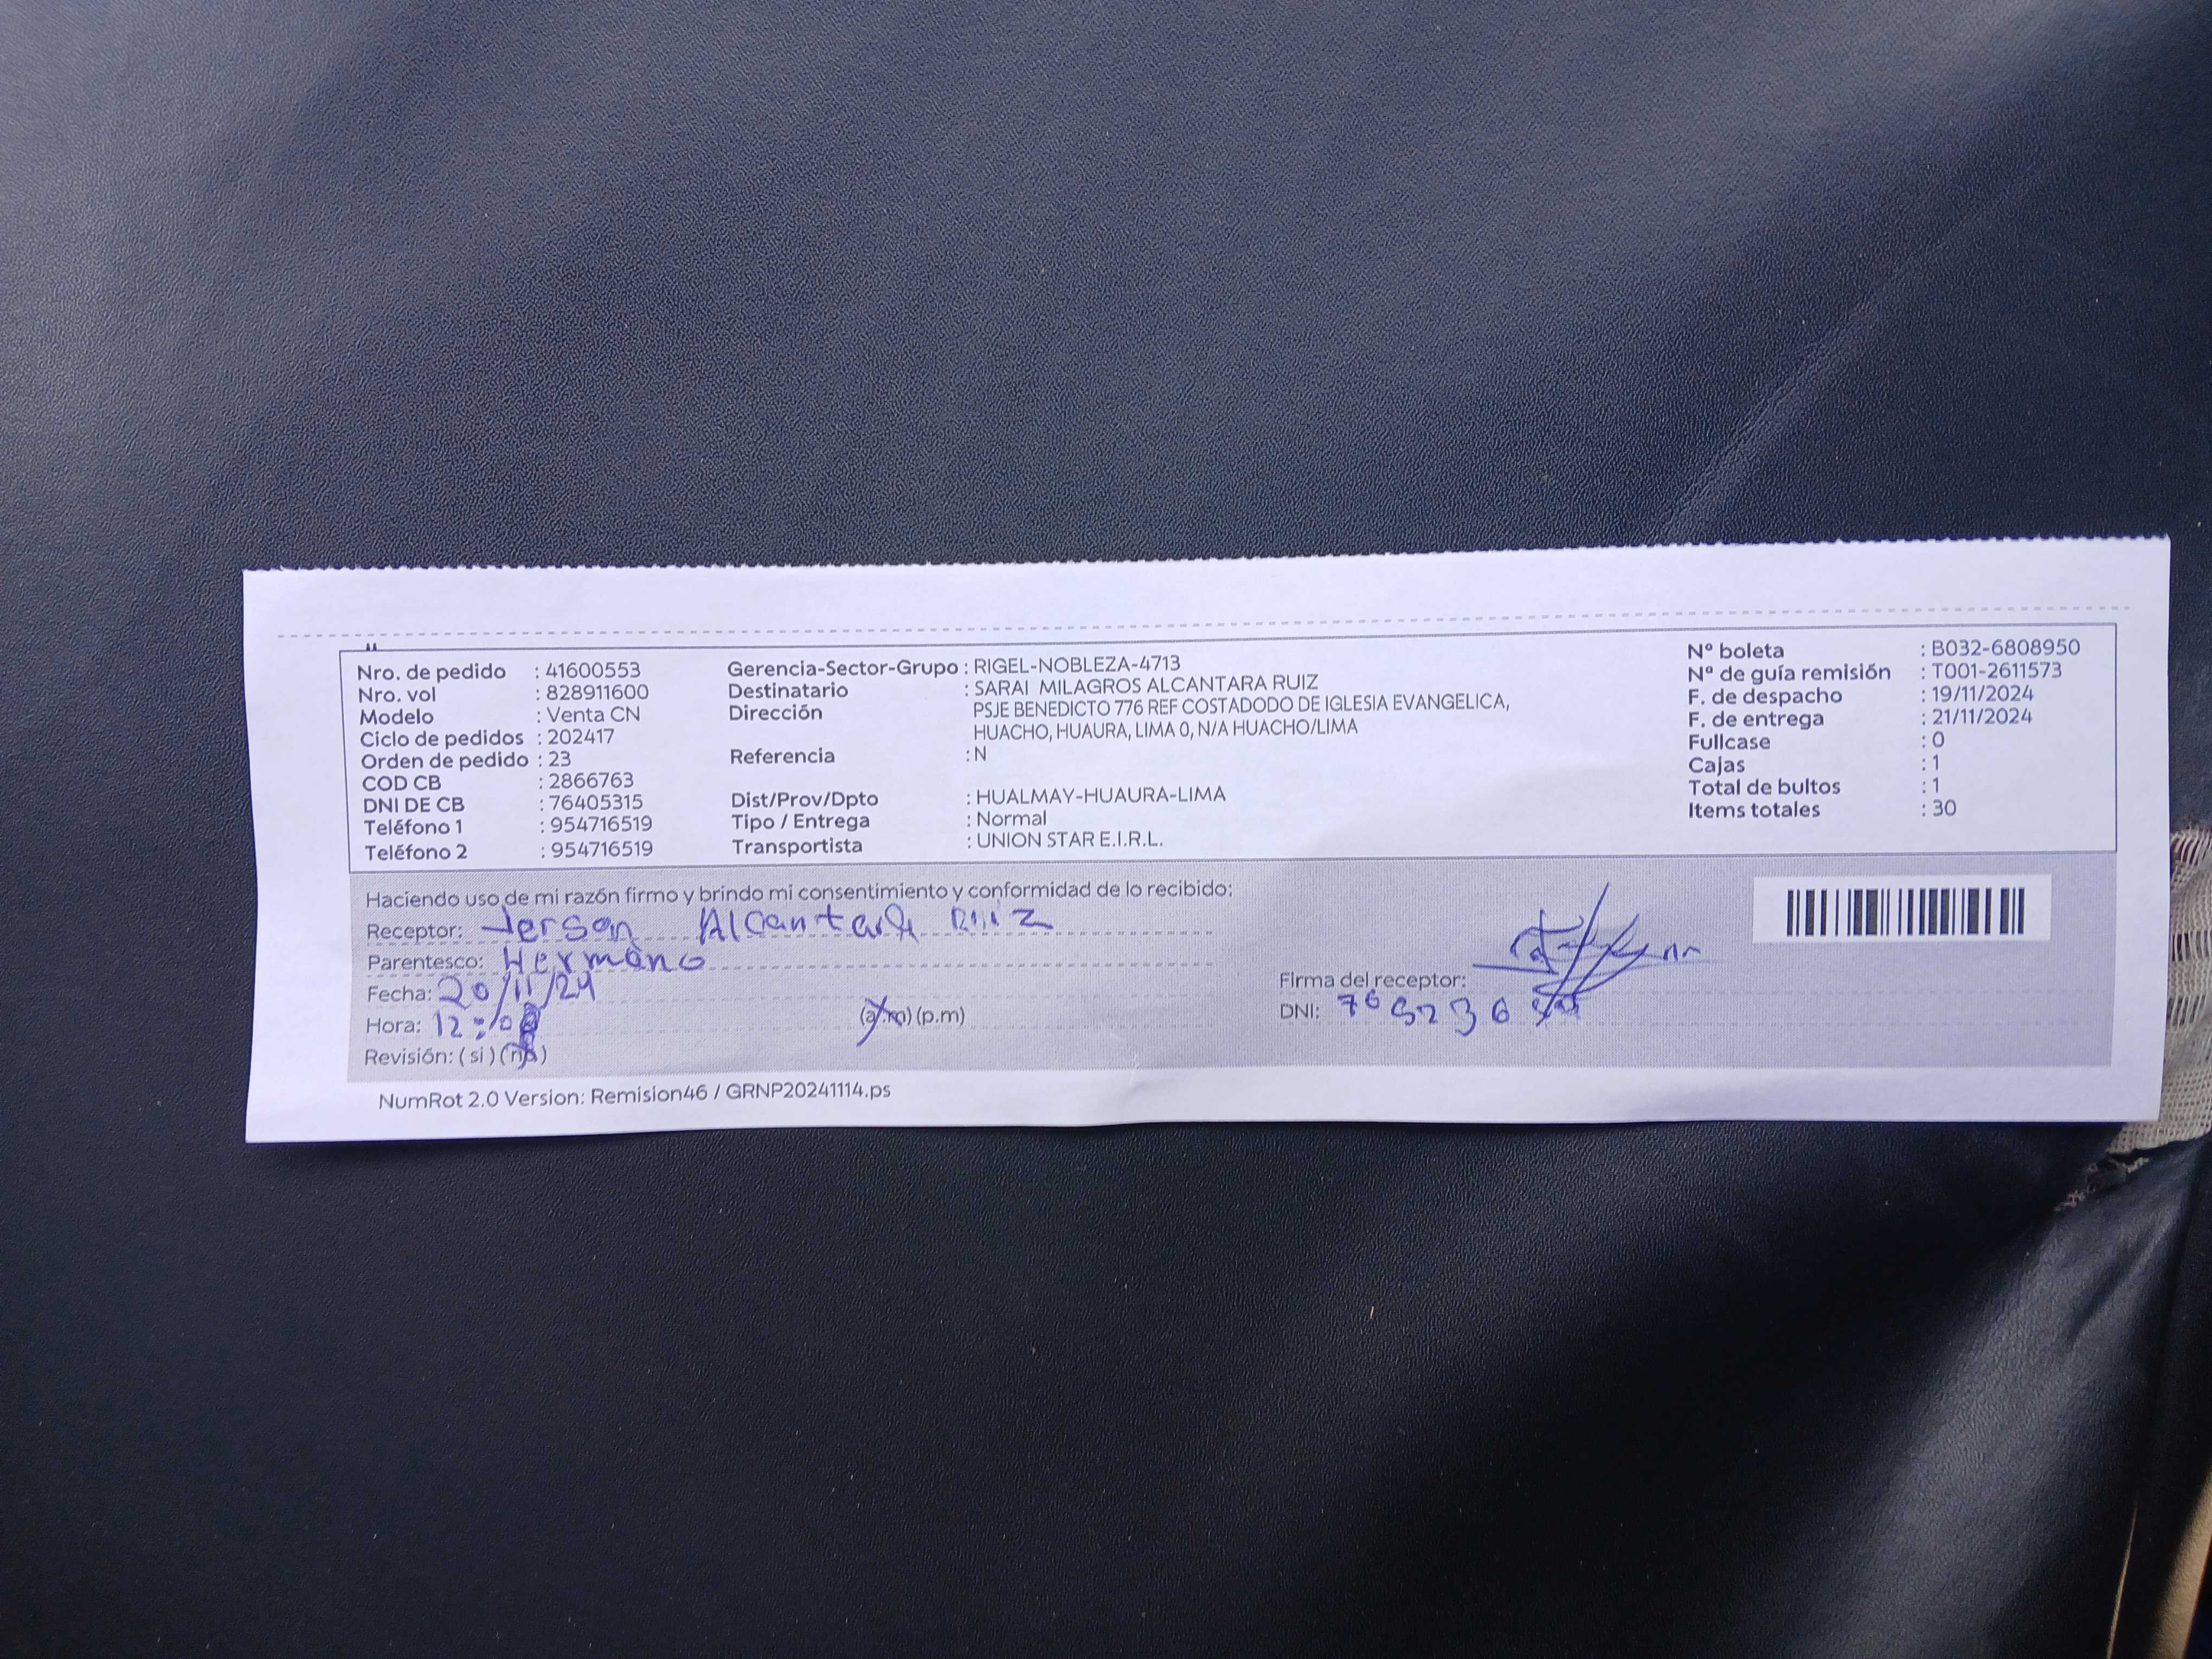 Nro. de pedido : 41600553
Nro. vol : 828911600
Modelo : Venta CN
Ciclo de pedidos : 202417
Orden de pedido : 23
COD CB : 2866763
DNI DE CB : 76405315
Teléfono 1 : 954716519
Teléfono 2 : 954716519
Gerencia-Sector-Grupo : RIGEL-NOBLEZA-4713
Destinatario : SARAI MILAGROS ALCANTARA RUIZ
Dirección PSJE BENEDICTO 776 REF COSTADODO DE IGLESIA EVANGELICA,
HUACHO, HUAURA, LIMA 0, N/A HUACHO/LIMA
Referencia : N
Dist/Prov/Dpto : HUALMAY-HUAURA-LIMA
Tipo / Entrega : Normal
Transportista : UNION STAR E.I.R.L.
Nº boleta : B032-6808950
Nº de guía remisión : T001-2611573
F. de despacho : 19/11/2024
F. de entrega : 21/11/2024
Fullcase : 0
Cajas : 1
Total de bultos : 1
Items totales : 30
Haciendo uso de mi razón firmo y brindo mi consentimiento y conformidad de lo recibido:
Receptor: Jerson Alcantara Ruiz
Parentesco: Hermano
Fecha: 20/11/24
Hora: (a.m) (p.m)
Revisión: ( si ) (no)
Firma del receptor:
DNI:
NumRot 2.0 Version: Remision46 / GRNP20241114.ps